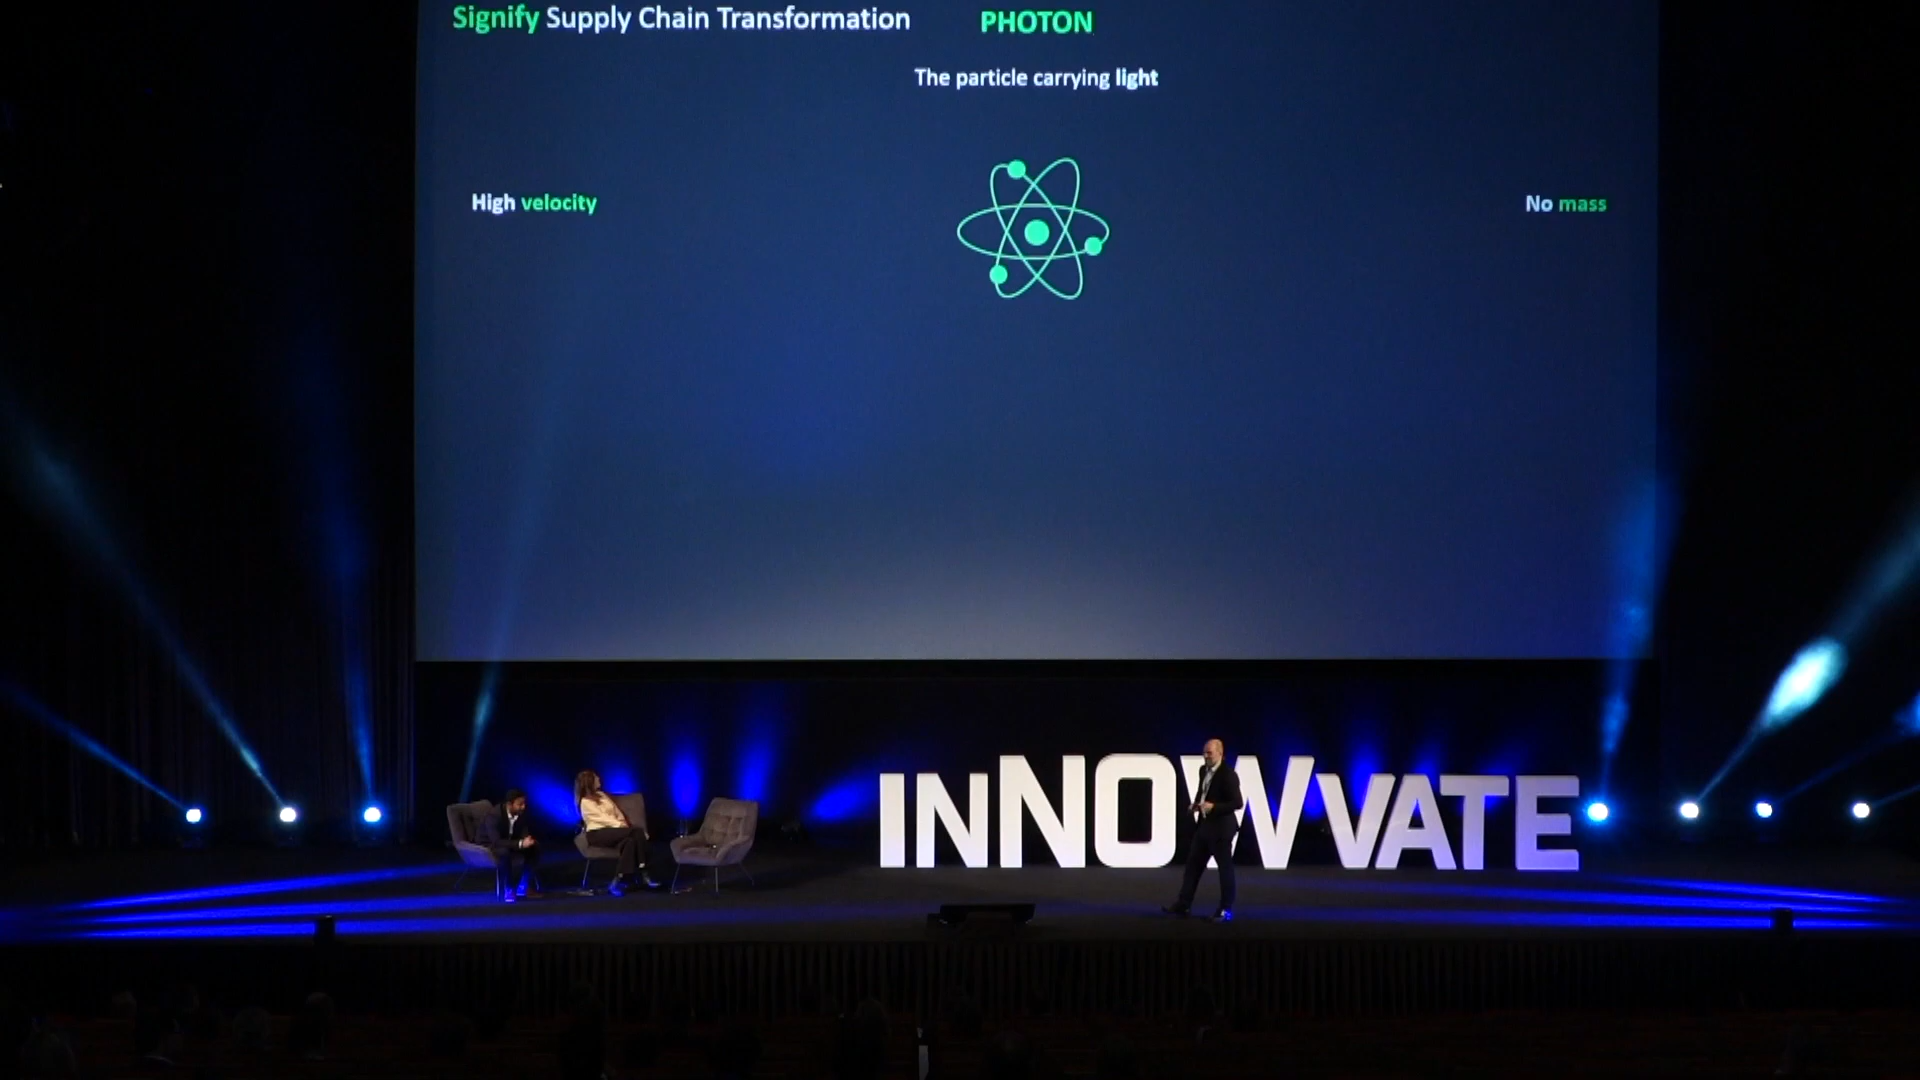 Signify Supply Chain Transformation
PHOTON
The particle carrying light
High velocity
No mass
INNOWVATE